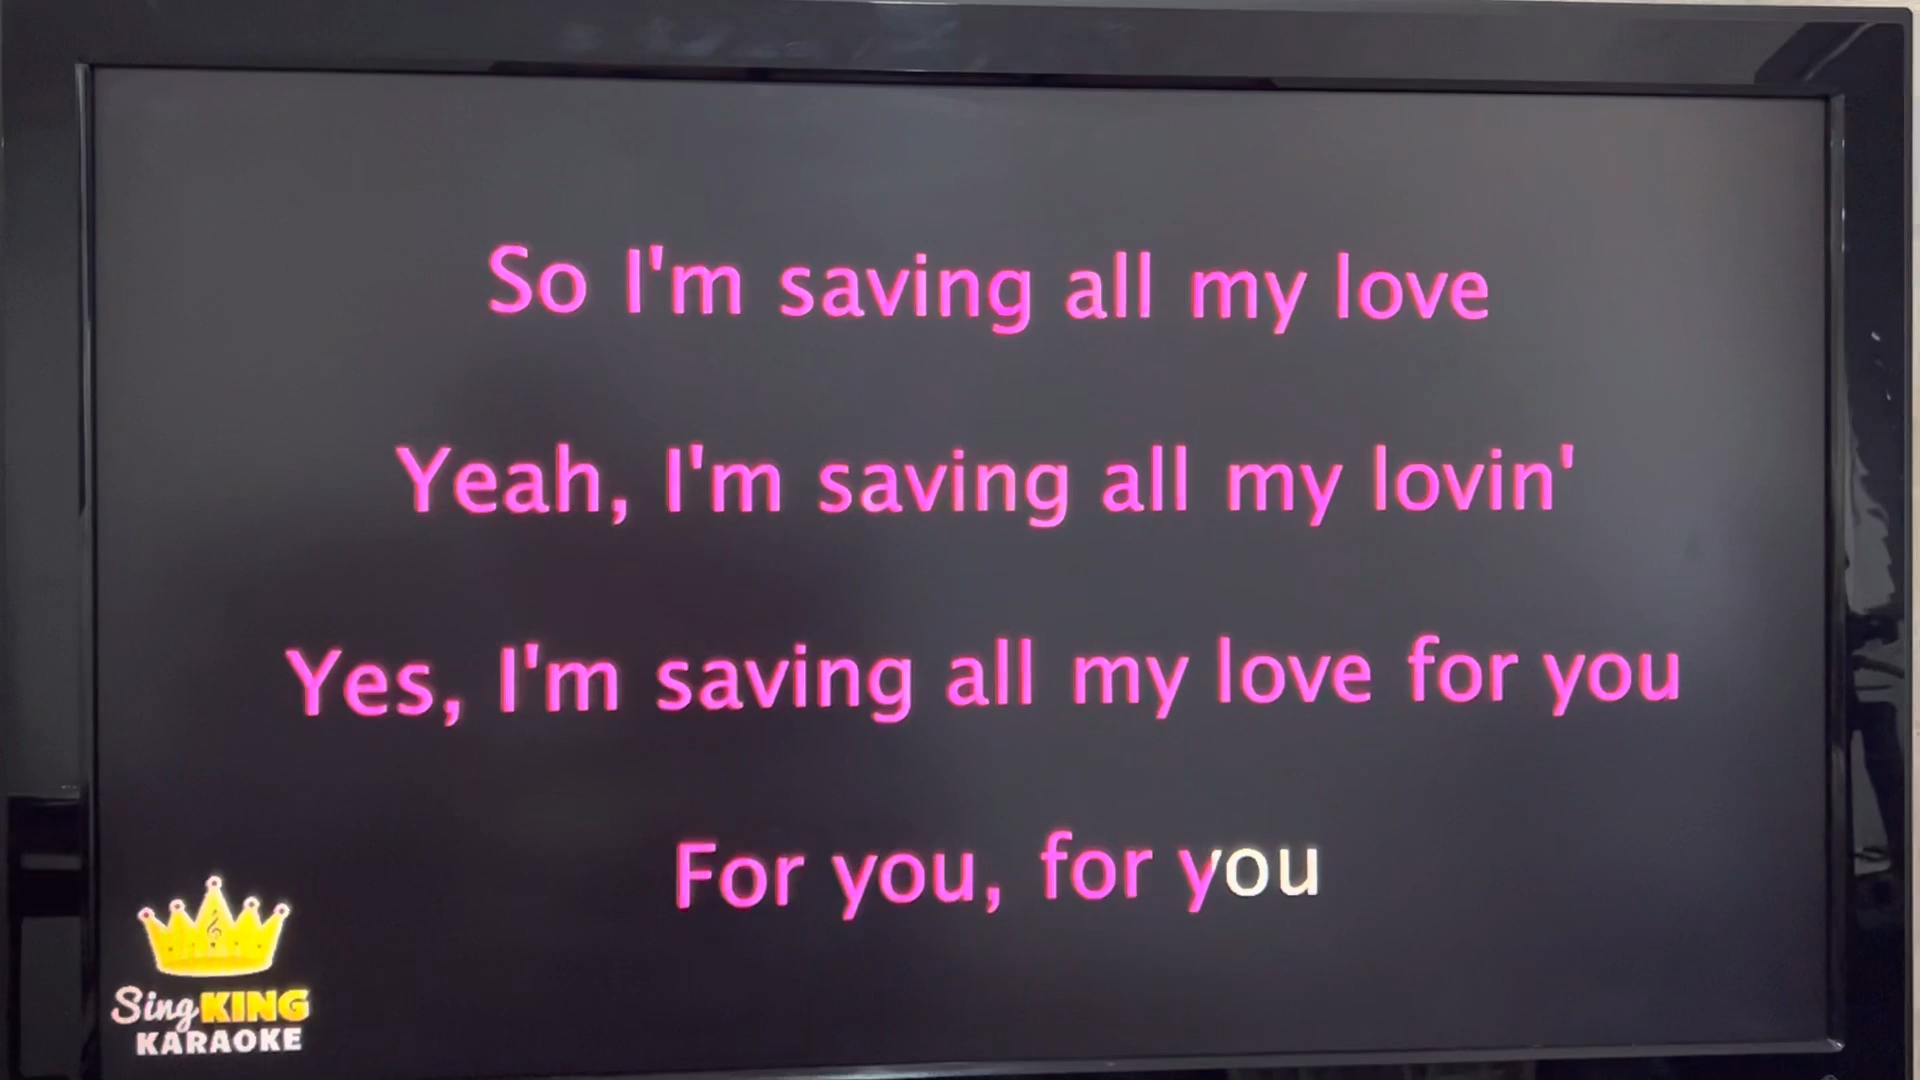 So I'm saving all my love
Yeah, I'm saving all my lovin'
Yes, I'm saving all my love for you
For you, for you
Sing KING
KARAOKE